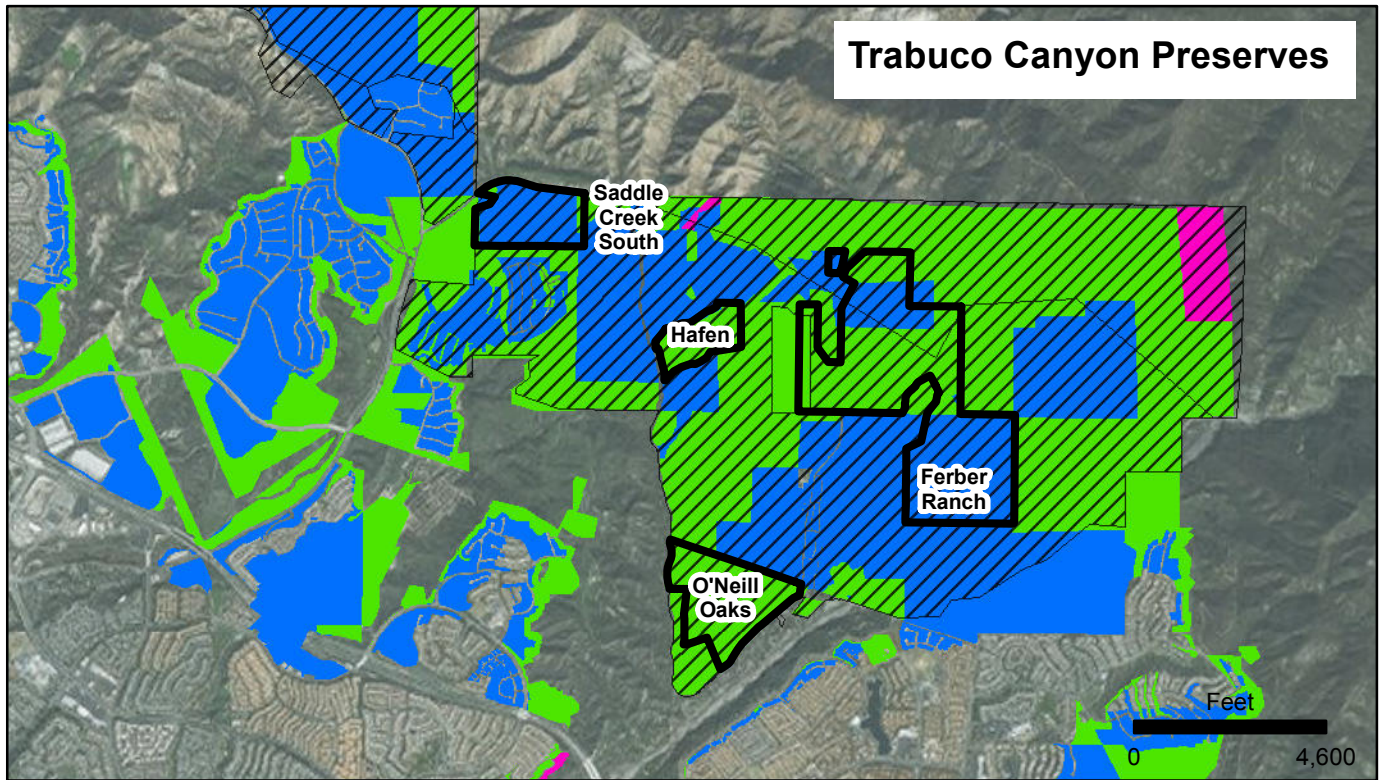 Trabuco Canyon Preserves
Saddle
Creek
South
Hafen
Ferber
Ranch
O'Neill
Oaks
Feet
0
4,600